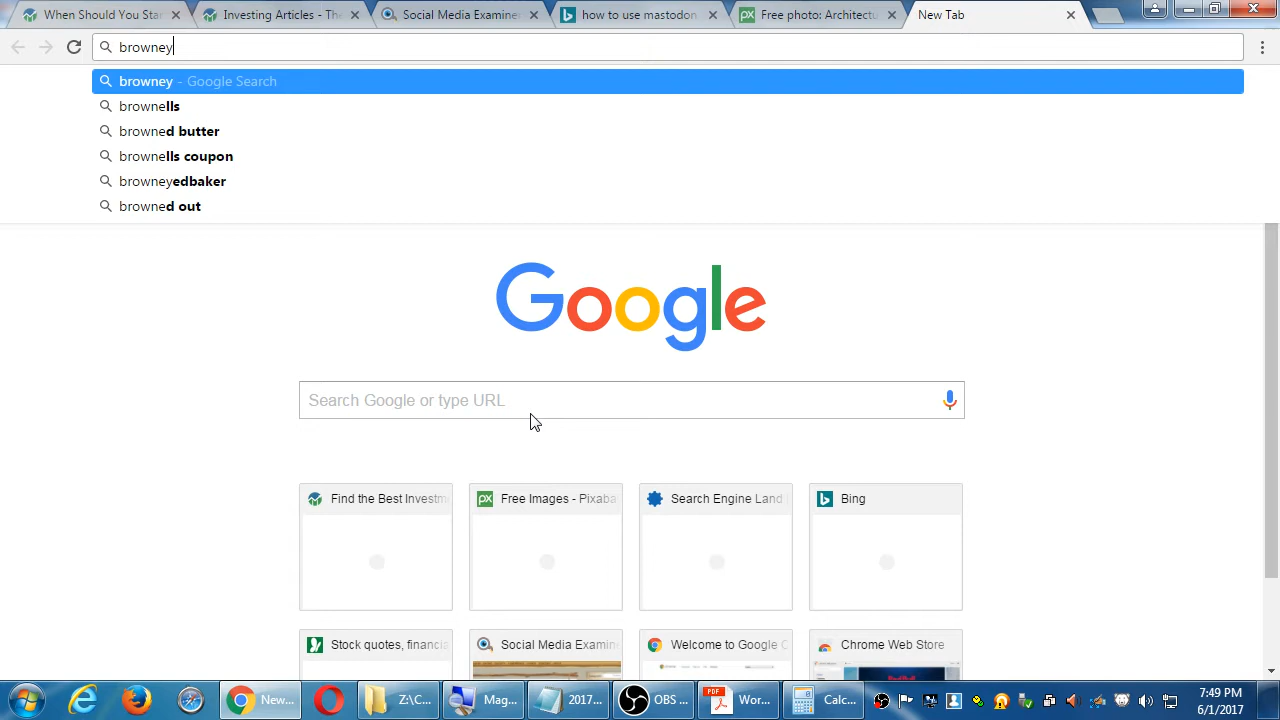 When Should You Star
Investing Articles - The
Social Media Examiner
how to use mastodon
Free photo: Architectu
New Tab
browney
browney - Google Search
brownells
browned butter
brownells coupon
browneyedbaker
browned out
Google
Search Google or type URL
Find the Best Investm
Free Images - Pixaba
Search Engine Land
Bing
Stock quotes, financia
Social Media Examin
Welcome to Google C
Chrome Web Store
New...
Z:\C...
Mag...
2017...
OBS ...
PDF
Wor...
Calc...
7:49 PM
6/1/2017